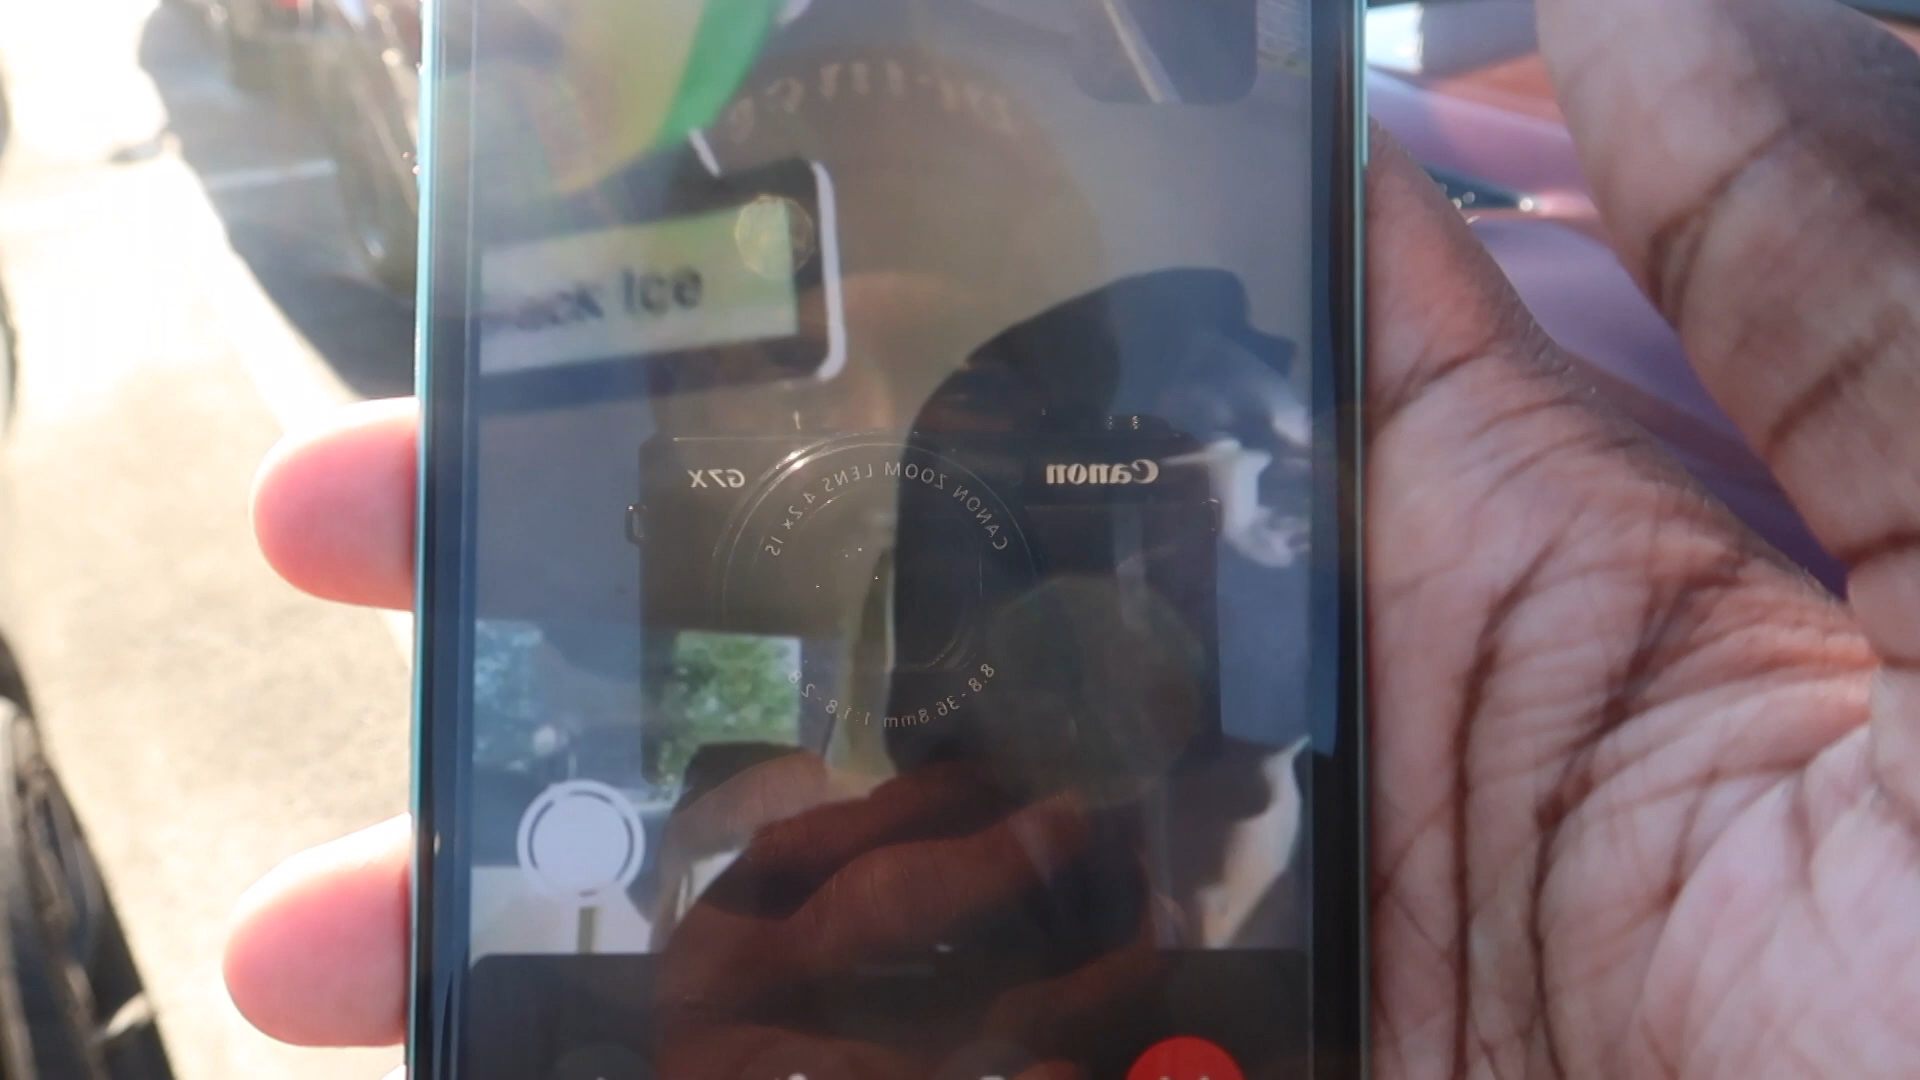 ack Ice
G7X
Canon
CANON ZOOM LENS 4.2x IS
8.8-36.8mm 1:1.8-2.8